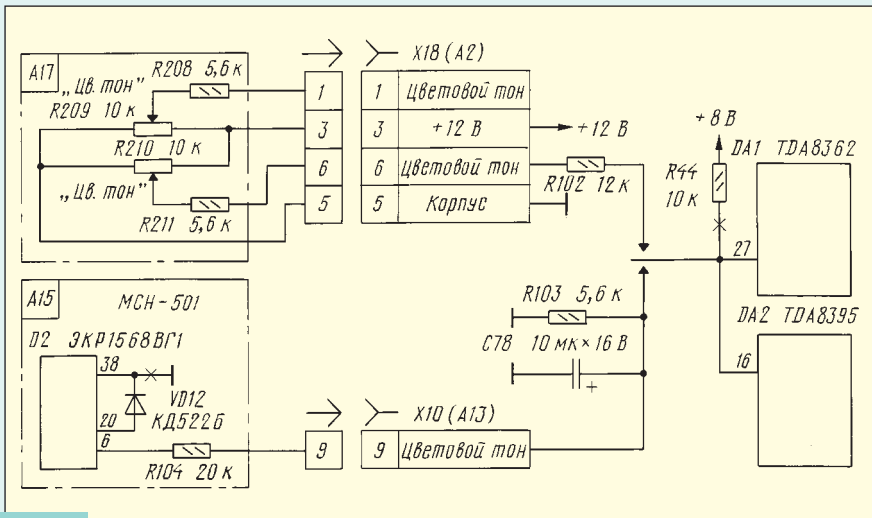 A17
„Цв. тон"
R208 5,6 к
R209 10 к
R210 10 к
„Цв. тон"
R211 5,6 к
1
3
6
5
X18 (A2)
1 Цветовой тон
3 +12 В
6 Цветовой тон
5 Корпус
+12 В
R102 12 к
+8 В
R44
10 к
DA1 TDA8362
27
DA2 TDA8395
16
R103 5,6 к
C78 10 мк × 16 В
+
A15
МСН-501
D2 ЭКР1568ВГ1
38
VD12
КД522Б
20
6
R104 20 к
9
X10 (A13)
9 Цветовой тон